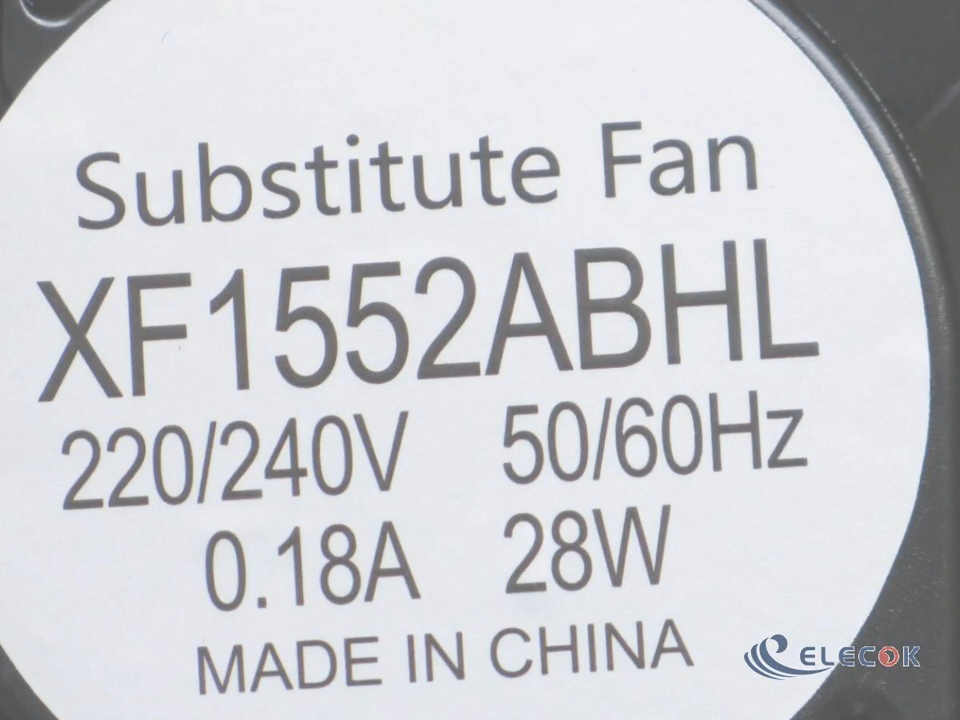 Substitute Fan
XF1552ABHL
220/240V 50/60Hz
0.18A 28W
MADE IN CHINA
ELECOK